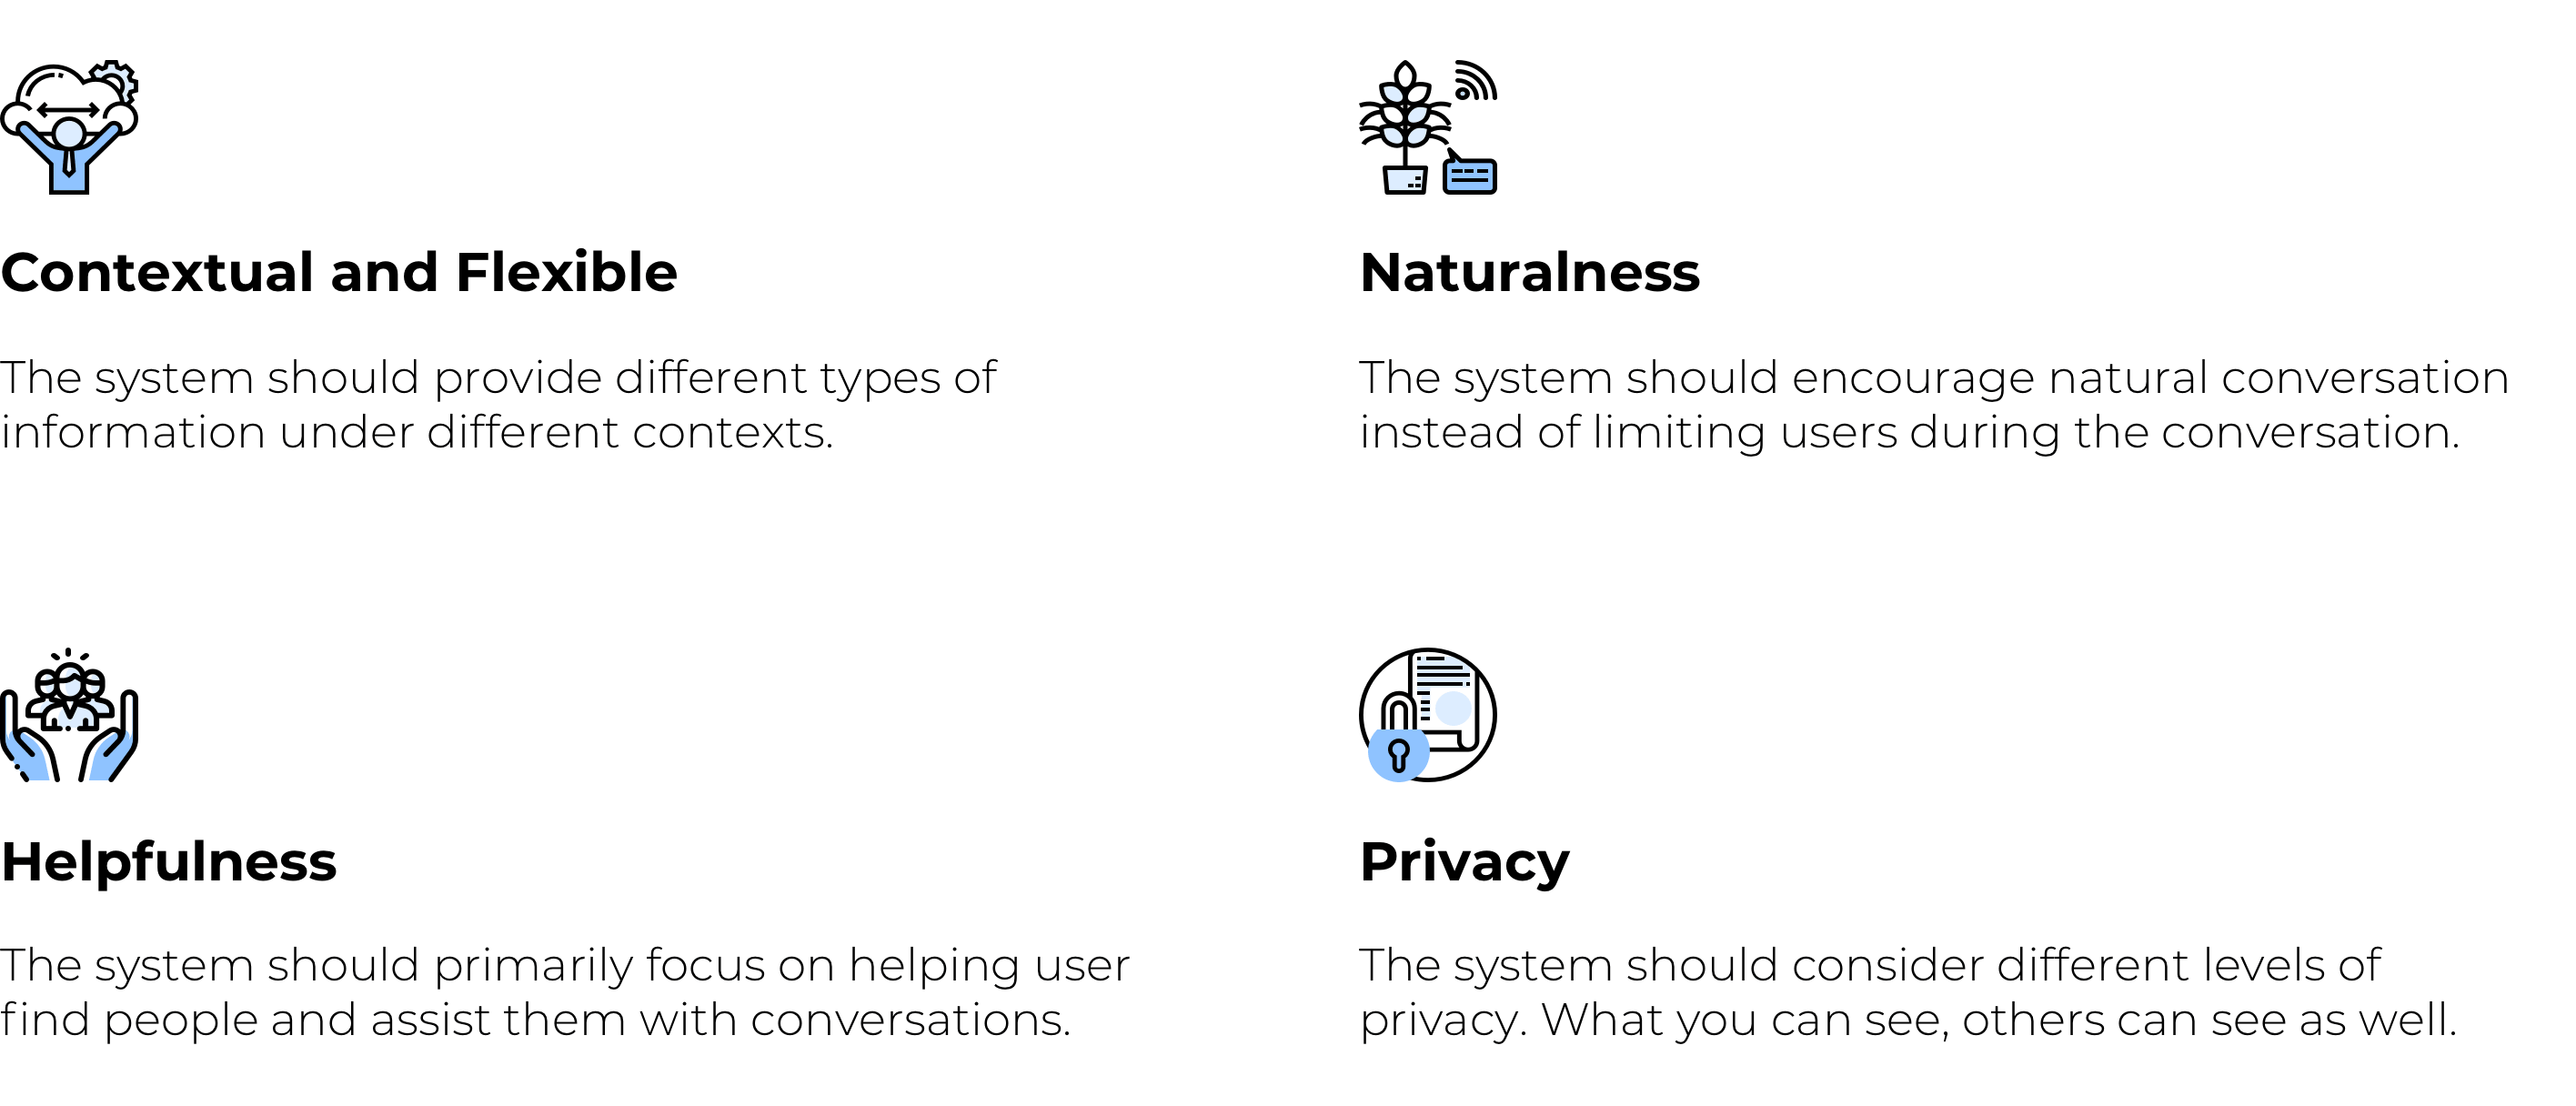 Contextual and Flexible
The system should provide different types of
information under different contexts.
Naturalness
The system should encourage natural conversation
instead of limiting users during the conversation.
Helpfulness
The system should primarily focus on helping user
find people and assist them with conversations.
Privacy
The system should consider different levels of
privacy. What you can see, others can see as well.